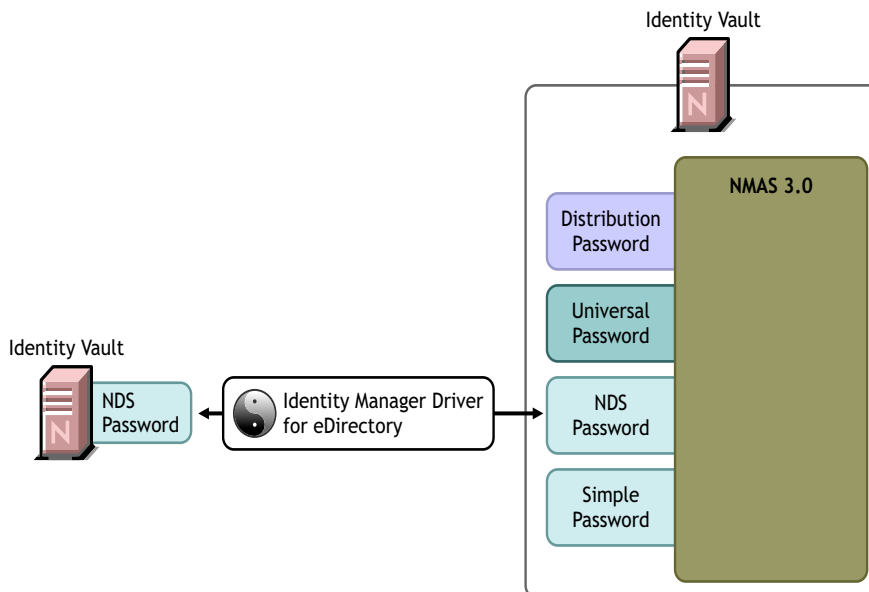 Identity Vault
N
NMAS 3.0
Distribution
Password
Universal
Password
Identity Vault
N
NDS
Password
Identity Manager Driver
for eDirectory
NDS
Password
Simple
Password